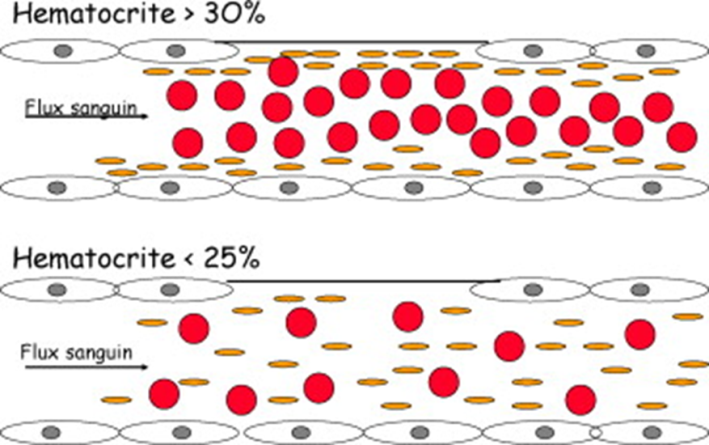 Hematocrite > 30%
Flux sanguin
Hematocrite < 25%
Flux sanguin